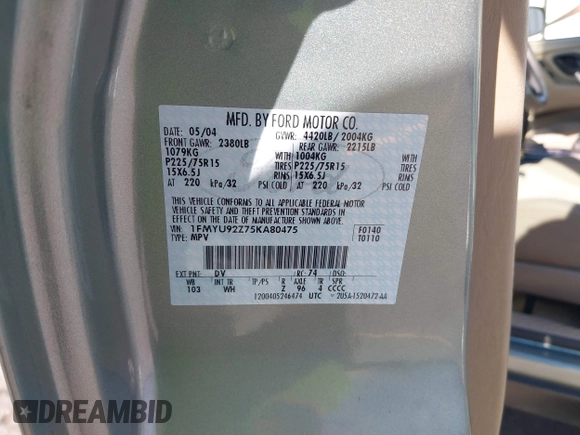 MFD. BY FORD MOTOR CO.
DATE: 05/04 GVWR: 4420LB/ 2004KG
FRONT GAWR: 2380LB REAR GAWR: 2215LB
1079KG WITH 1004KG WITH
P225/75R15 TIRES P225/75R15 TIRES
15X6.5J RIMS 15X6.5J RIMS
AT 220 kPa/32 PSI COLD AT 220 kPa/32 PSI COLD
THIS VEHICLE CONFORMS TO ALL APPLICABLE FEDERAL MOTOR
VEHICLE SAFETY AND THEFT PREVENTION STANDARDS IN
EFFECT ON THE DATE OF MANUFACTURE SHOWN ABOVE.
VIN: 1FMYU92Z75KA80475 F0140
TYPE: MPV T0110
EXT PNT: DV RC: 74 DSO:
WB INT TR TP/PS R AXLE TR SPR
103 WH Z 96 4 CCCC
1200405246474 UTC
DREAMBID